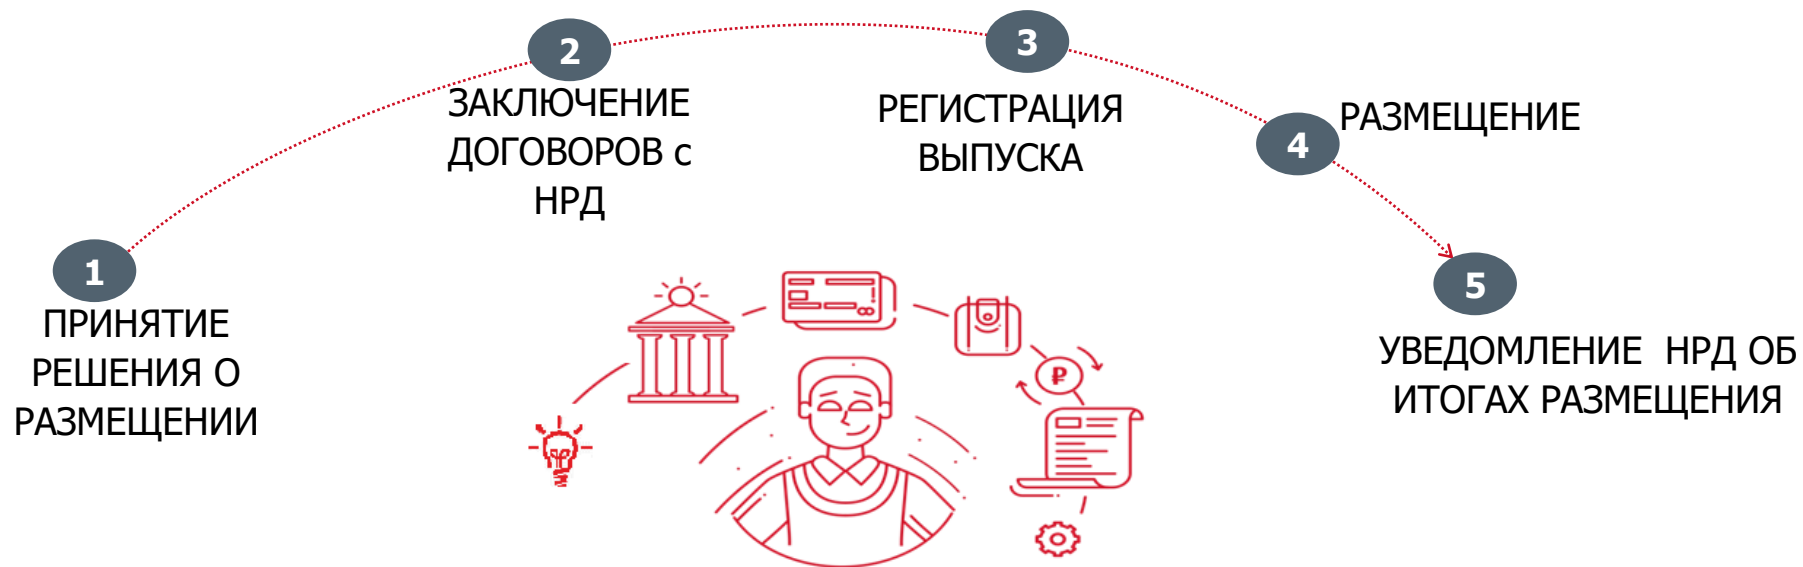 1
ПРИНЯТИЕ
РЕШЕНИЯ О
РАЗМЕЩЕНИИ
2
ЗАКЛЮЧЕНИЕ
ДОГОВОРОВ с
НРД
3
РЕГИСТРАЦИЯ
ВЫПУСКА
4
РАЗМЕЩЕНИЕ
5
УВЕДОМЛЕНИЕ НРД ОБ
ИТОГАХ РАЗМЕЩЕНИЯ
₽